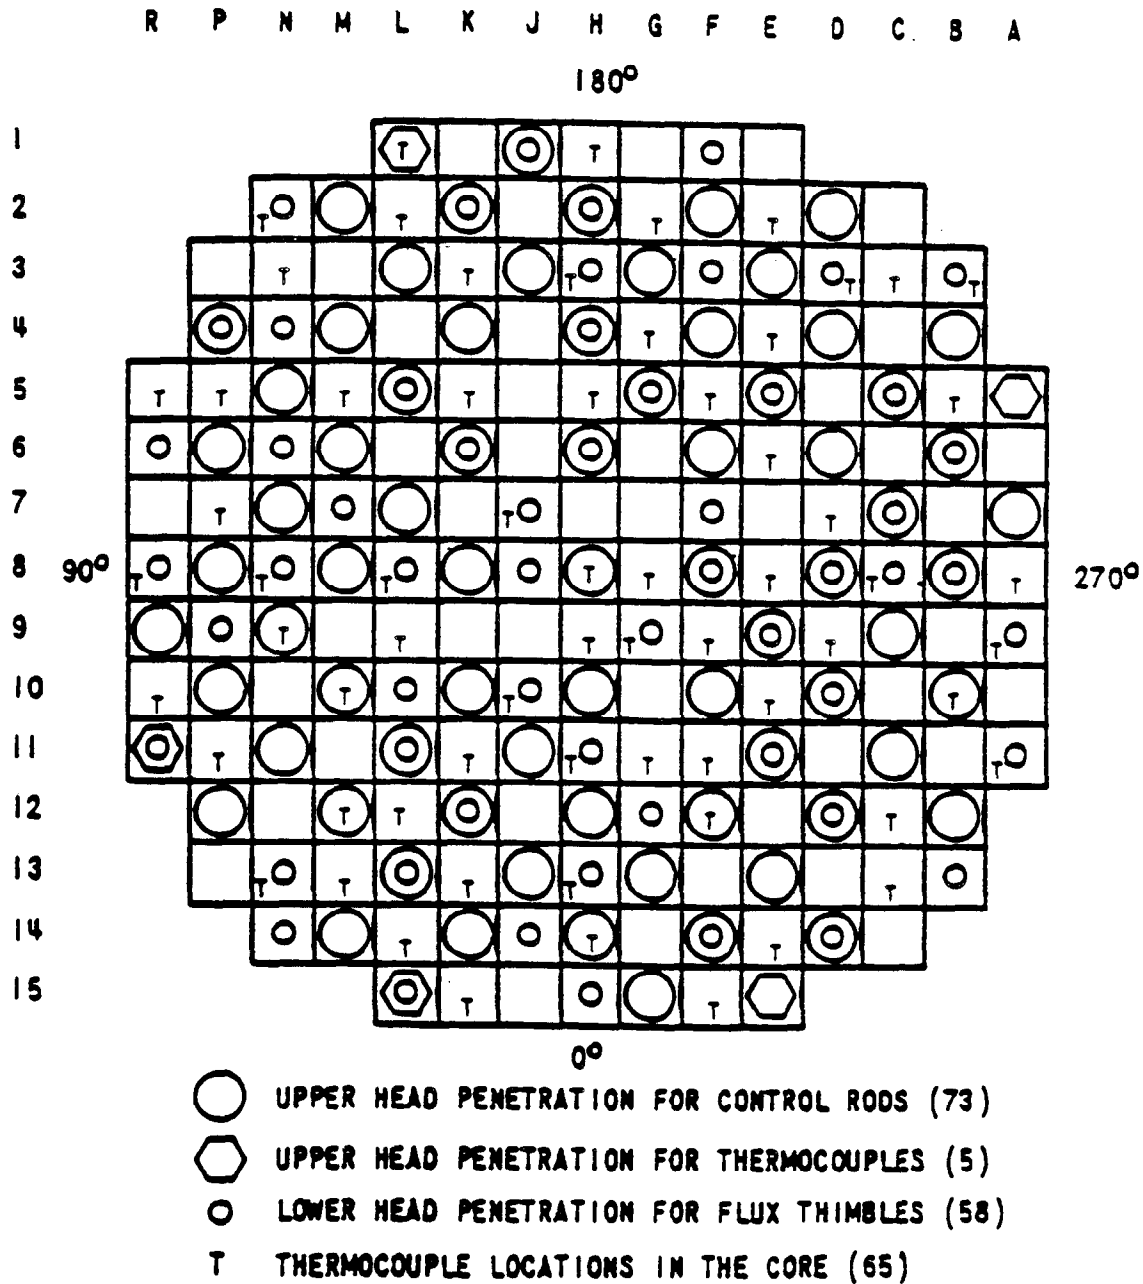 R P N M L K J H G F E D C B A
180°
1 T T
2 T T T T
3 T T T T T T
4 T T
5 T T T T T T T
6 T
7 T T T
8 90° T T T T T T T T 270°
9 T T T T T T T
10 T T T T T
11 T T T T T T
12 T T T T
13 T T T T T
14 T T T
15 T T
0°
UPPER HEAD PENETRATION FOR CONTROL RODS (73)
UPPER HEAD PENETRATION FOR THERMOCOUPLES (5)
LOWER HEAD PENETRATION FOR FLUX THIMBLES (58)
T THERMOCOUPLE LOCATIONS IN THE CORE (65)